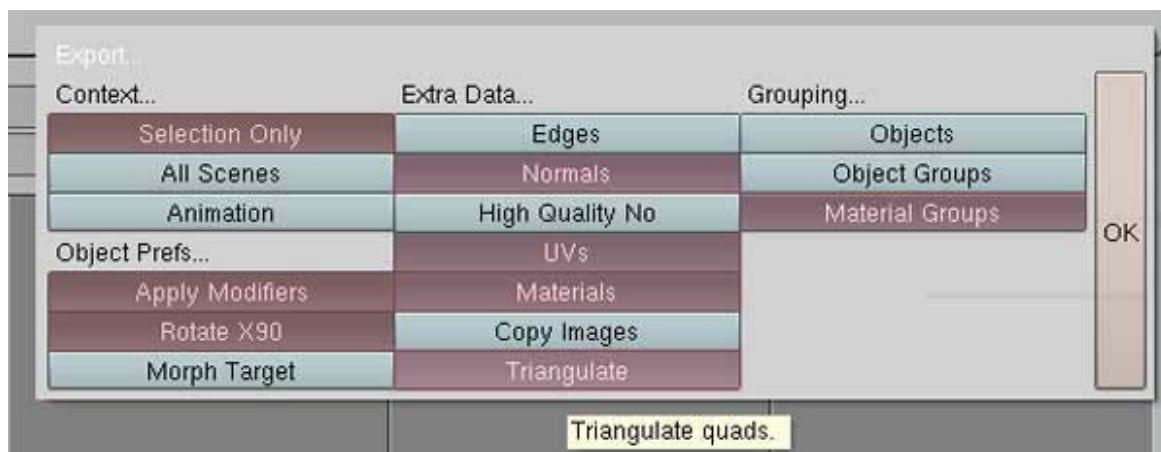 Export...
Context...
Selection Only
All Scenes
Animation
Object Prefs...
Apply Modifiers
Rotate X90
Morph Target
Extra Data...
Edges
Normals
High Quality No
UVs
Materials
Copy Images
Triangulate
Grouping...
Objects
Object Groups
Material Groups
OK
Triangulate quads.